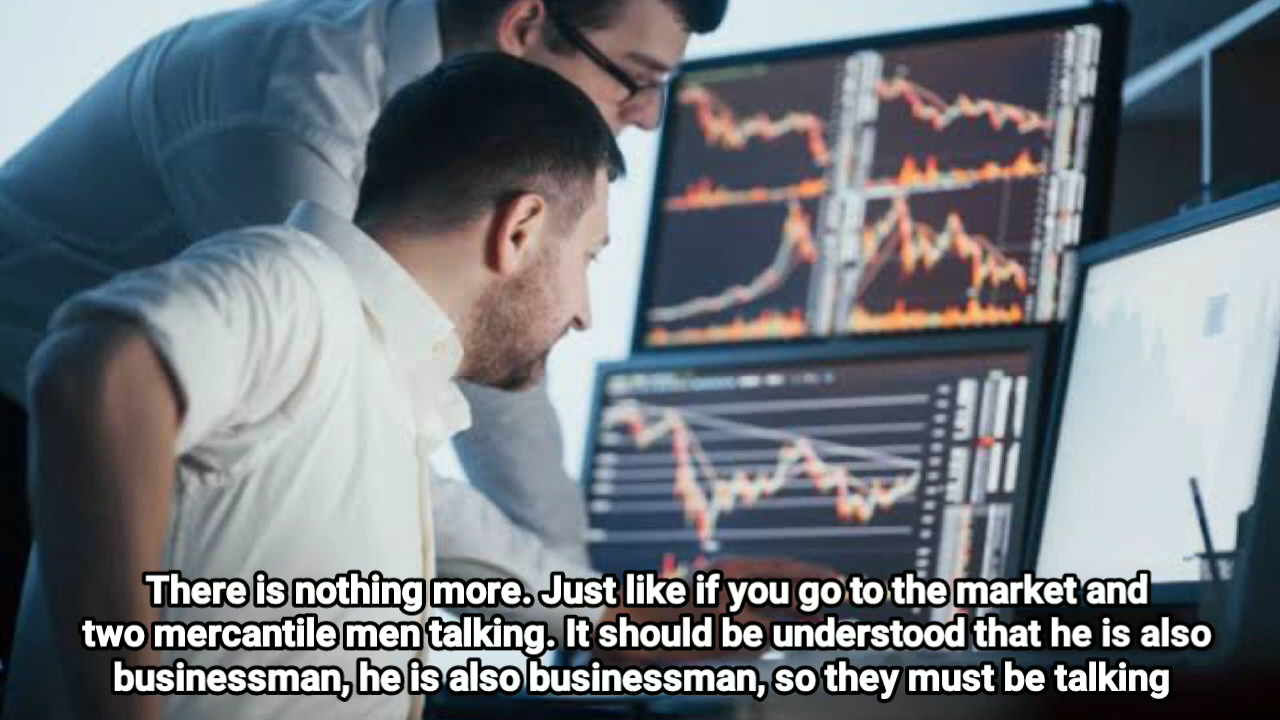 There is nothing more. Just like if you go to the market and
two mercantile men talking. It should be understood that he is also
businessman, he is also businessman, so they must be talking